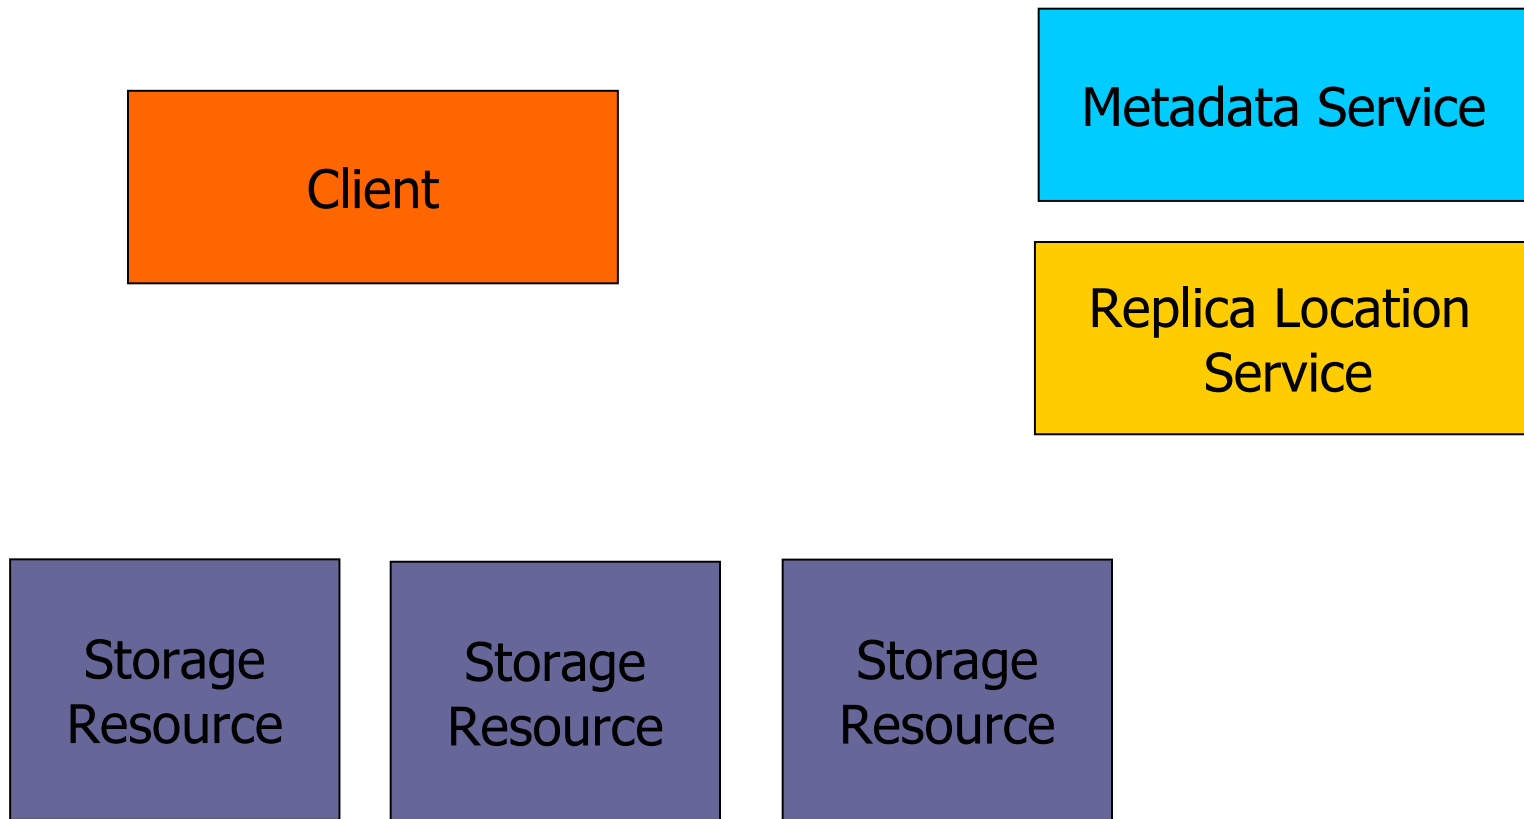 Metadata Service
Client
Replica Location
Service
Storage
Resource
Storage
Resource
Storage
Resource